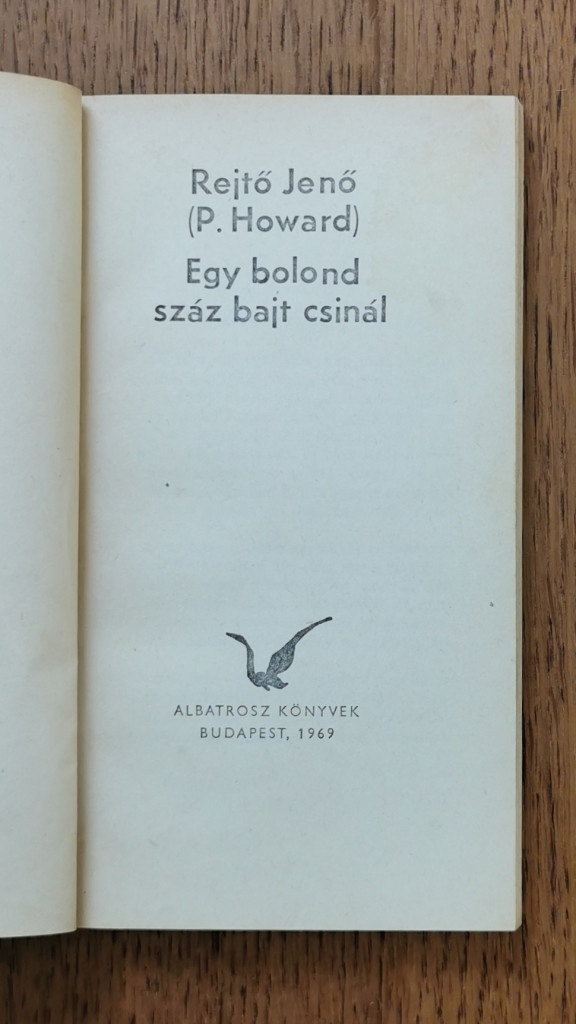 Rejtő Jenő
(P. Howard)
Egy bolond
száz bajt csinál
ALBATROSZ KÖNYVEK
BUDAPEST, 1969